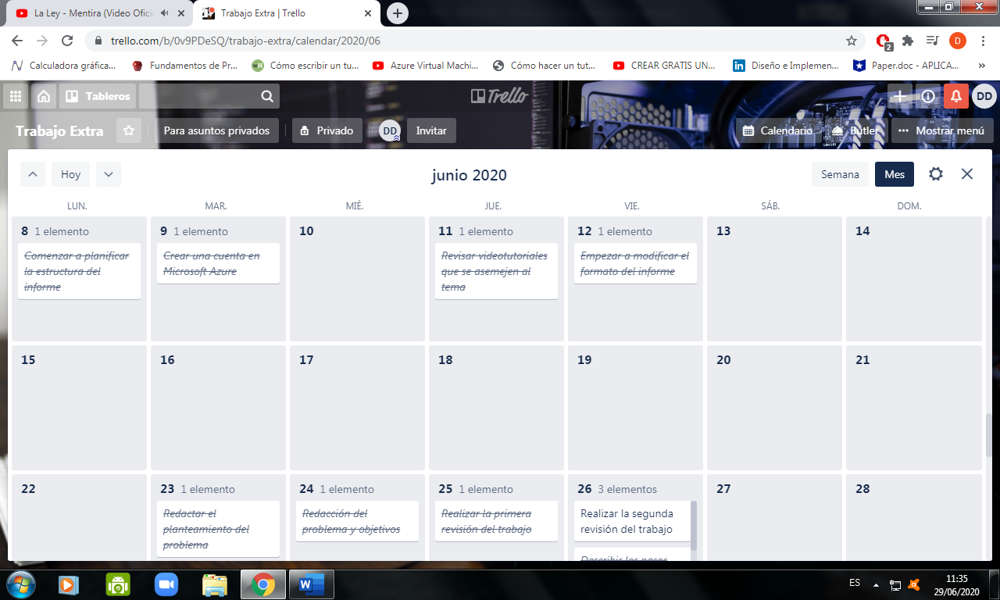 La Ley - Mentira (Video Ofici
Trabajo Extra | Trello
trello.com/b/0v9PDeSQ/trabajo-extra/calendar/2020/06
2
D
Calculadora gráfica...
Fundamentos de Pr...
Cómo escribir un tu...
Azure Virtual Machi...
Cómo hacer un tut...
CREAR GRATIS UN...
Diseño e Implemen...
Paper.doc - APLICA...
»
Tableros
Trello
DD
Trabajo Extra
Para asuntos privados
Privado
DD
Invitar
Calendario
Butler
Mostrar menú
Hoy
junio 2020
Semana
Mes
LUN.
MAR.
MIÉ.
JUE.
VIE.
SÁB.
DOM.
8 1 elemento
Comenzar a planificar
la estructura del
informe
9 1 elemento
Crear una cuenta en
Microsoft Azure
10
11 1 elemento
Revisar videotutoriales
que se asemejen al
tema
12 1 elemento
Empezar a modificar el
formato del informe
13
14
15
16
17
18
19
20
21
22
23 1 elemento
Redactar el
planteamiento del
problema
24 1 elemento
Redacción del
problema y objetivos
25 1 elemento
Realizar la primera
revisión del trabajo
26 3 elementos
Realizar la segunda
revisión del trabajo
Describir los pasos
27
28
ES
11:35
29/06/2020